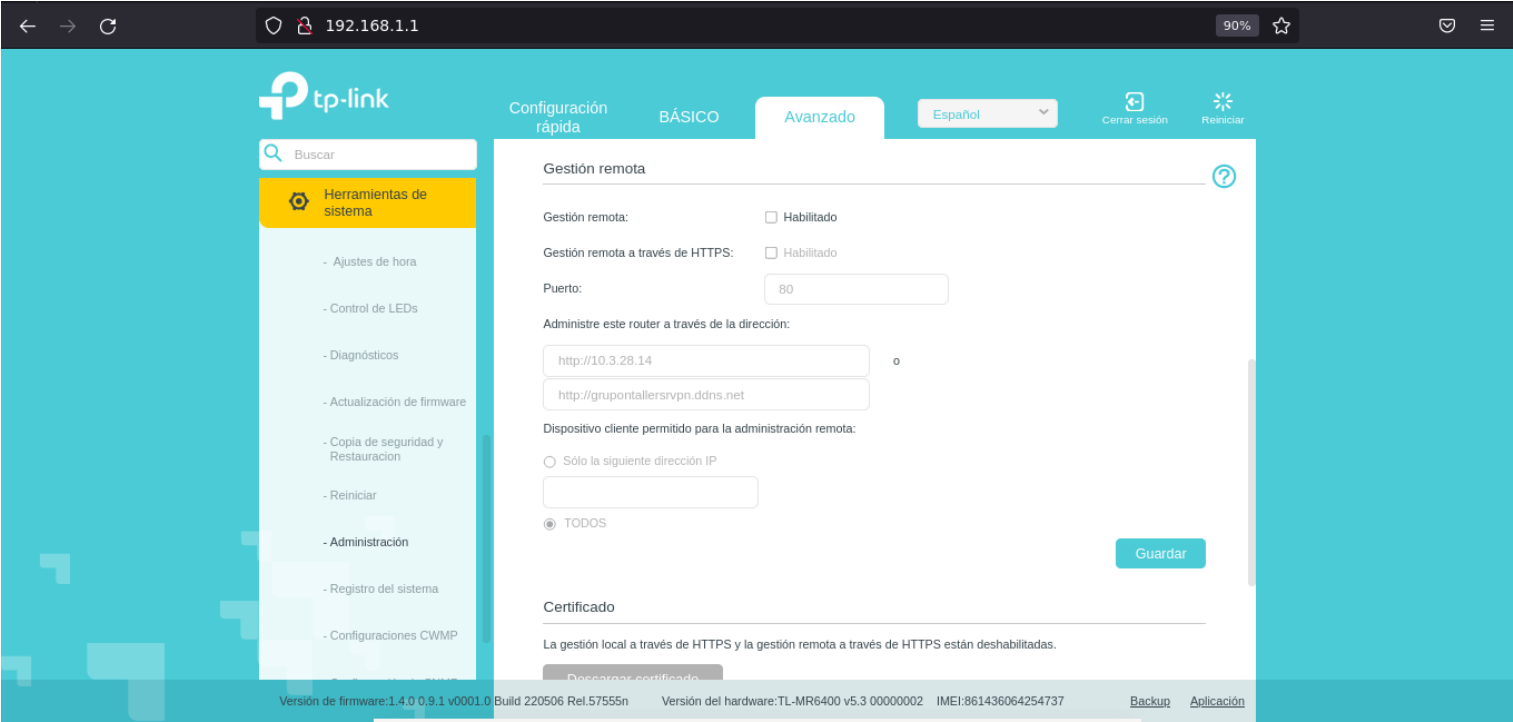 192.168.1.1
90%
tp-link
Configuración
rápida
BÁSICO
Avanzado
Español
Cerrar sesión
Reiniciar
Buscar
Herramientas de
sistema
- Ajustes de hora
- Control de LEDs
- Diagnósticos
- Actualización de firmware
- Copia de seguridad y
Restauracion
- Reiniciar
- Administración
- Registro del sistema
- Configuraciones CWMP
Gestión remota
?
Gestión remota:
Habilitado
Gestión remota a través de HTTPS:
Habilitado
Puerto:
80
Administre este router a través de la dirección:
http://10.3.28.14
o
http://grupontallersrvpn.ddns.net
Dispositivo cliente permitido para la administración remota:
Sólo la siguiente dirección IP
TODOS
Guardar
Certificado
La gestión local a través de HTTPS y la gestión remota a través de HTTPS están deshabilitadas.
Descargar certificado
Versión de firmware:1.4.0 0.9.1 v0001.0 Build 220506 Rel.57555n
Versión del hardware:TL-MR6400 v5.3 00000002
IMEI:861436064254737
Backup
Aplicación